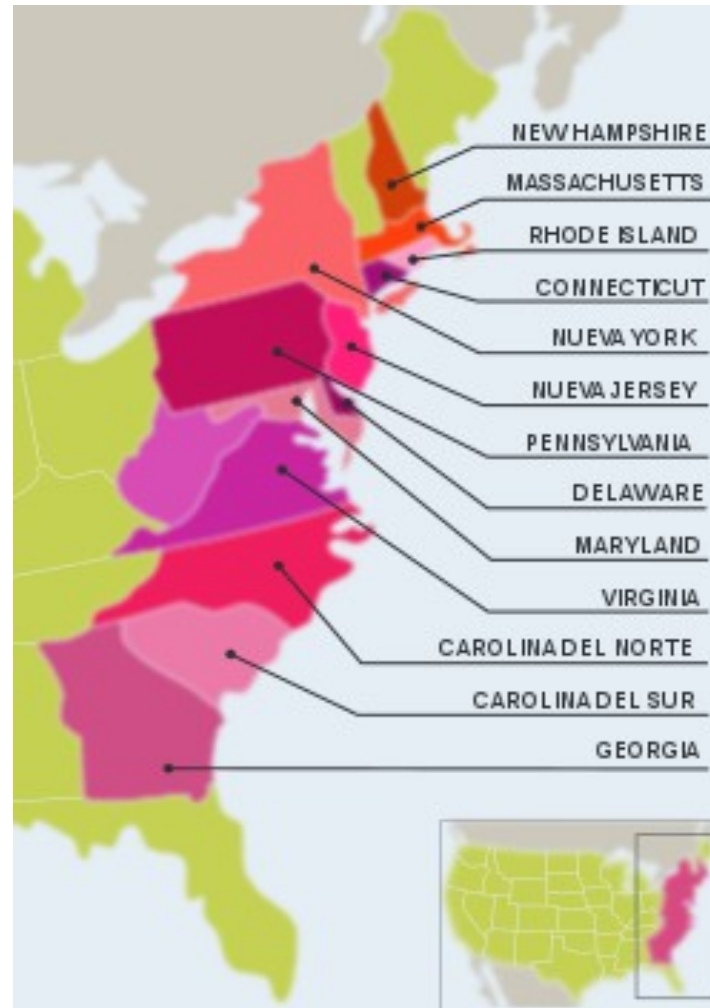 NEW HAMPSHIRE
MASSACHUSETTS
RHODE ISLAND
CONNECTICUT
NUEVA YORK
NUEVA JERSEY
PENNSYLVANIA
DELAWARE
MARYLAND
VIRGINIA
CAROLINA DEL NORTE
CAROLINA DEL SUR
GEORGIA